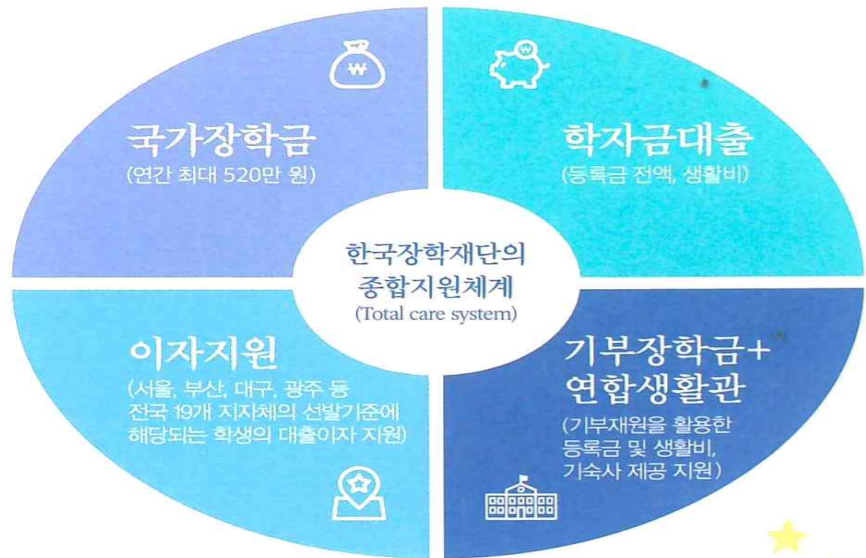 국가장학금
(연간 최대 520만 원)
학자금대출
(등록금 전액, 생활비)
한국장학재단의
종합지원체계
(Total care system)
이자지원
(서울, 부산, 대구, 광주 등
전국 19개 지자체의 선발기준에
해당되는 학생의 대출이자 지원)
기부장학금+
연합생활관
(기부재원을 활용한
등록금 및 생활비,
기숙사 제공 지원)